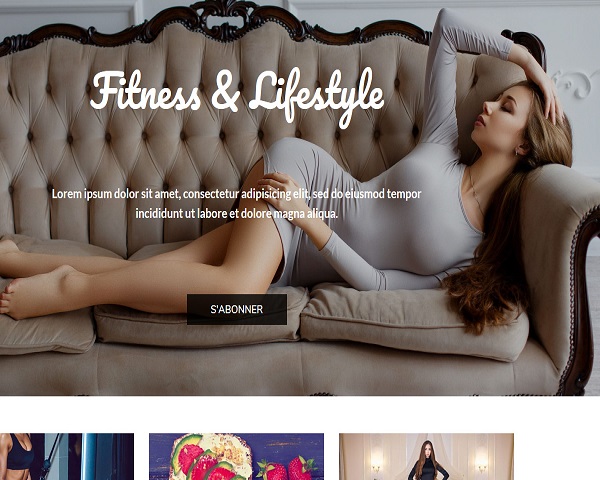 Fitness & Lifestyle
Lorem ipsum dolor sit amet, consectetur adipisicing elit, sed do eiusmod tempor
incididunt ut labore et dolore magna aliqua.
S'ABONNER